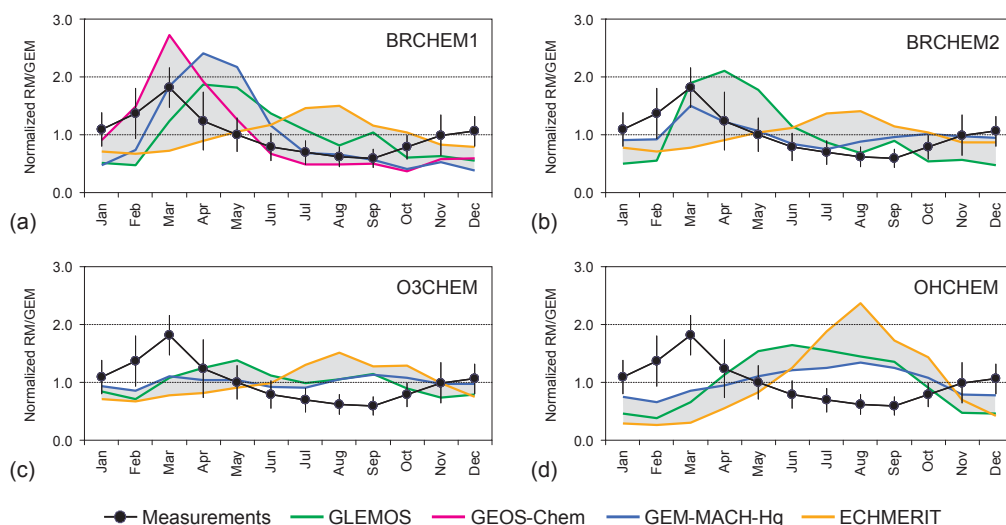 3.0
2.0
1.0
0.0
Normalized RM/GEM
BRCHEM1
Jan Feb Mar Apr May Jun Jul Aug Sep Oct Nov Dec
(a)
3.0
2.0
1.0
0.0
Normalized RM/GEM
BRCHEM2
Jan Feb Mar Apr May Jun Jul Aug Sep Oct Nov Dec
(b)
3.0
2.0
1.0
0.0
Normalized RM/GEM
O3CHEM
Jan Feb Mar Apr May Jun Jul Aug Sep Oct Nov Dec
(c)
3.0
2.0
1.0
0.0
Normalized RM/GEM
OHCHEM
Jan Feb Mar Apr May Jun Jul Aug Sep Oct Nov Dec
(d)
Measurements GLEMOS GEOS-Chem GEM-MACH-Hg ECHMERIT